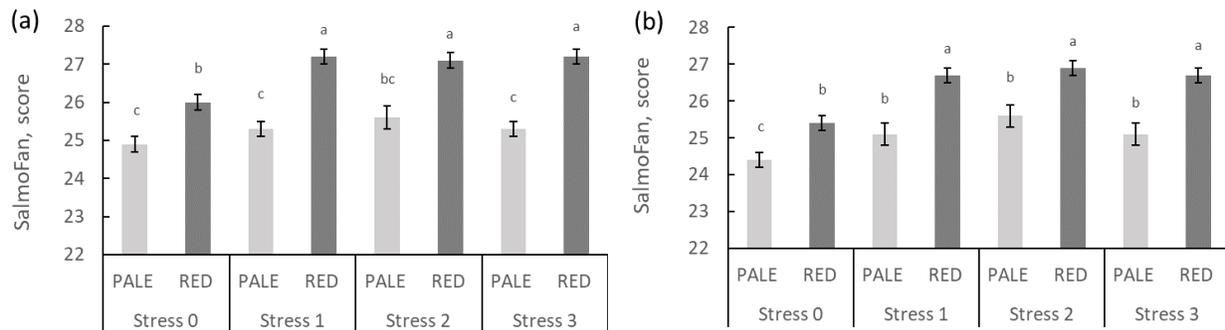 (a)
SalmoFan, score
28
27
26
25
24
23
22
c
b
c
a
bc
a
c
a
PALE RED PALE RED PALE RED PALE RED
Stress 0 Stress 1 Stress 2 Stress 3
(b)
SalmoFan, score
28
27
26
25
24
23
22
c
b
b
a
b
a
b
a
PALE RED PALE RED PALE RED PALE RED
Stress 0 Stress 1 Stress 2 Stress 3